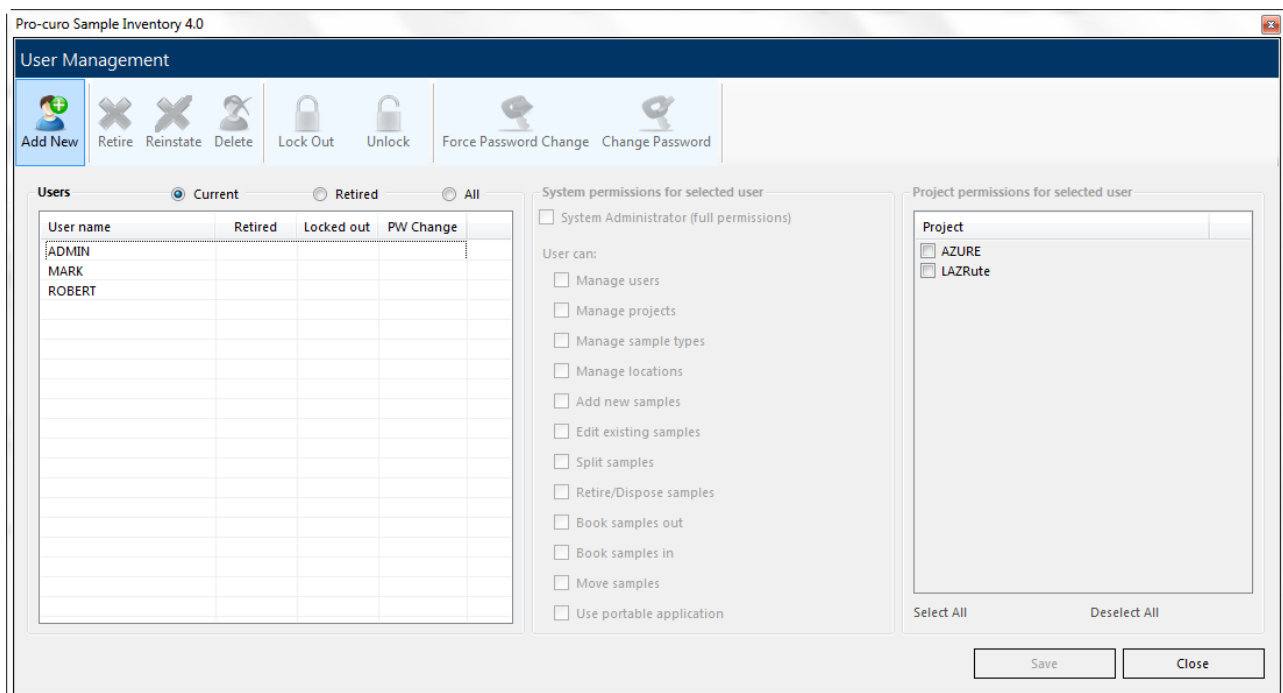 Pro-curo Sample Inventory 4.0
User Management
Add New Retire Reinstate Delete Lock Out Unlock Force Password Change Change Password
Users Current Retired All
User name Retired Locked out PW Change
ADMIN
MARK
ROBERT
System permissions for selected user
System Administrator (full permissions)
User can:
Manage users
Manage projects
Manage sample types
Manage locations
Add new samples
Edit existing samples
Split samples
Retire/Dispose samples
Book samples out
Book samples in
Move samples
Use portable application
Project permissions for selected user
Project
AZURE
LAZRute
Select All Deselect All
Save Close